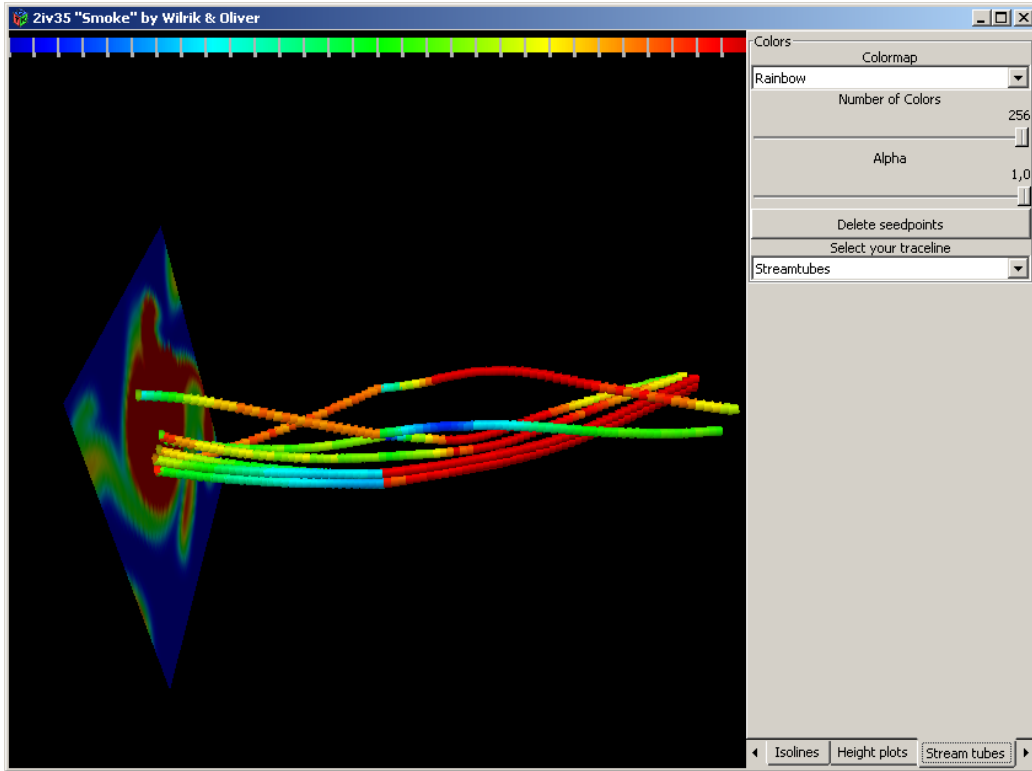 2iv35 "Smoke" by Wilrik & Oliver
Colors
Colormap
Rainbow
Number of Colors
256
Alpha
1,0
Delete seedpoints
Select your traceline
Streamtubes
Isolines Height plots Stream tubes